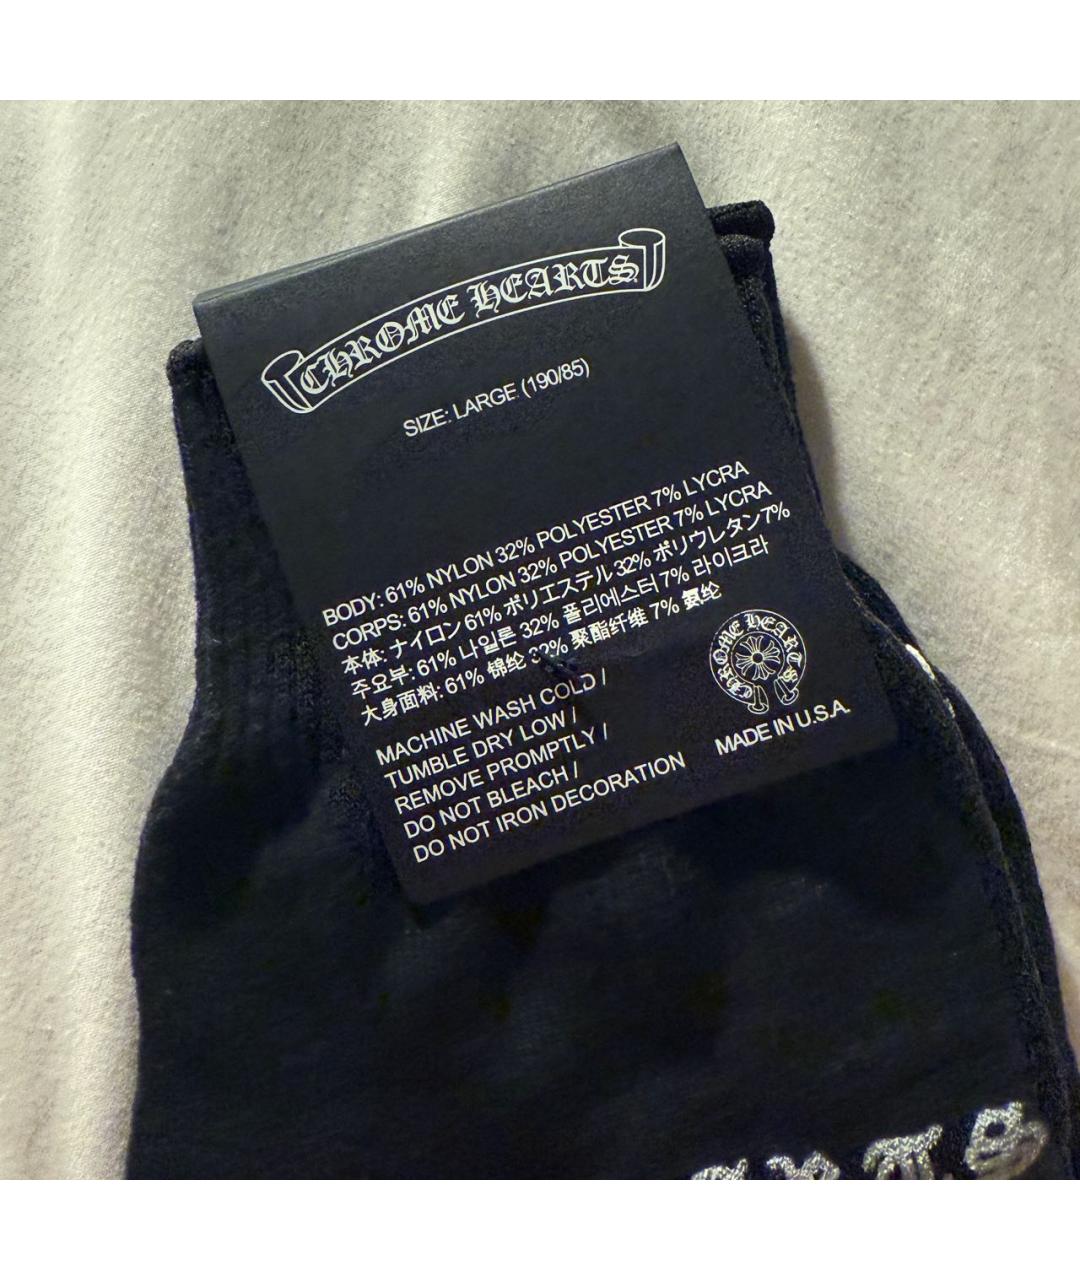 CHROME HEARTS
SIZE: LARGE (190/85)
BODY: 61% NYLON 32% POLYESTER 7% LYCRA
CORPS: 61% NYLON 32% POLYESTER 7% LYCRA
本体: ナイロン 61% ポリエステル 32% ポリウレタン 7%
주요부: 61% 나일론 32% 폴리에스터 7% 라이크라
大身面料: 61% 锦纶 32% 聚酯纤维 7% 氨纶
MACHINE WASH COLD /
TUMBLE DRY LOW /
REMOVE PROMPTLY /
DO NOT BLEACH /
DO NOT IRON DECORATION
CHROME HEARTS
MADE IN U.S.A.